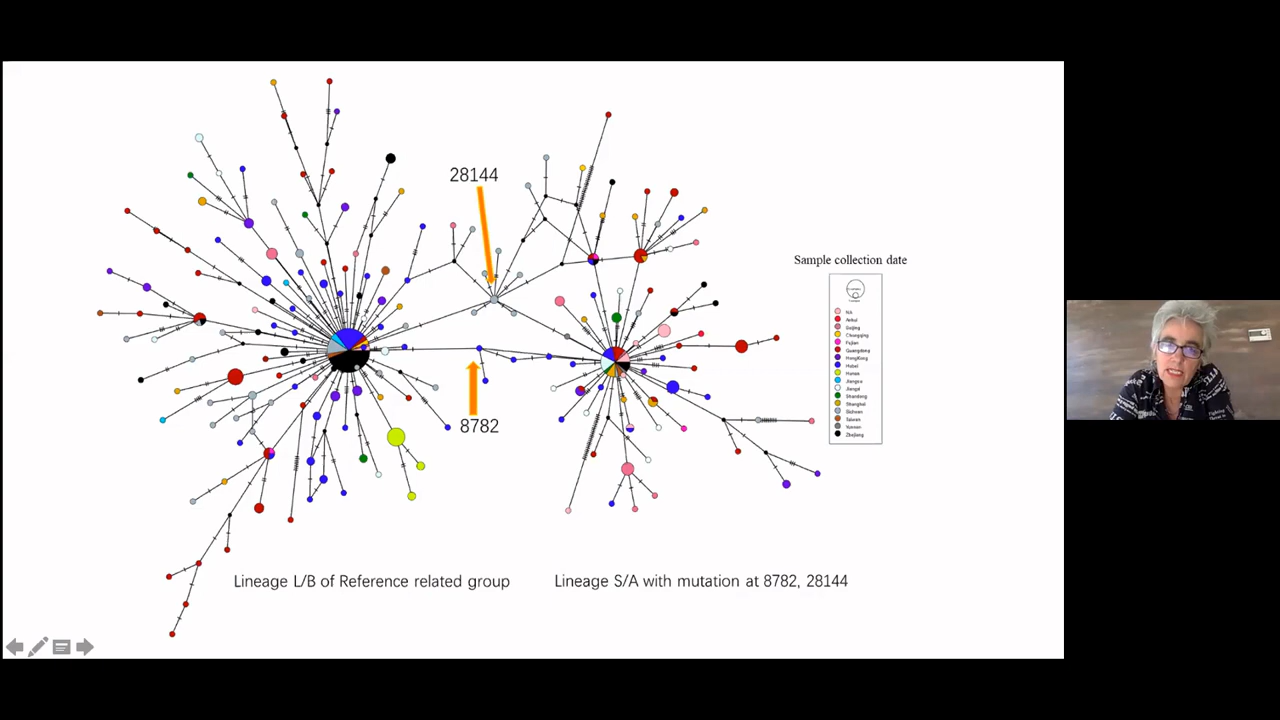 28144
Sample collection date
NA
Anhui
Beijing
Chongqing
Fujian
Guangdong
HongKong
Hubei
Hunan
Jiangsu
Jiangxi
Shandong
Shanghai
Sichuan
Taiwan
Yunnan
Zhejiang
8782
Lineage L/B of Reference related group
Lineage S/A with mutation at 8782, 28144